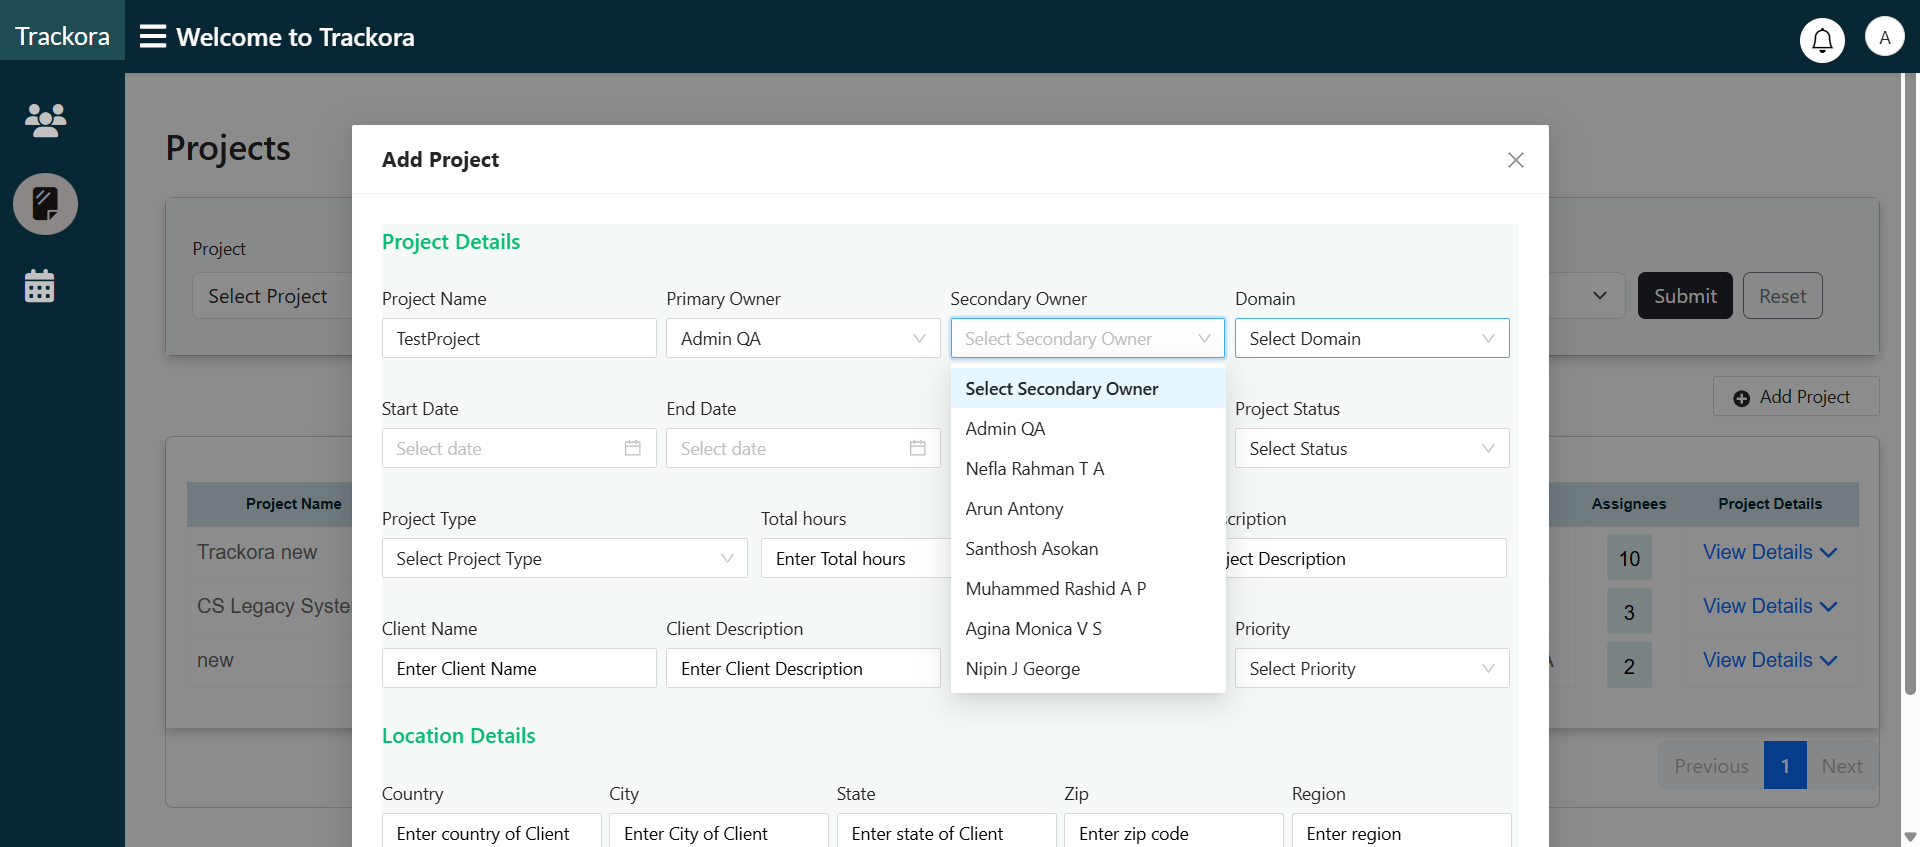 Trackora
Welcome to Trackora
A
Projects
Project
Select Project
Submit
Reset
Add Project
Project Name
Assignees
Project Details
Trackora new
10
View Details
CS Legacy Syste
3
View Details
new
A
2
View Details
Previous
1
Next
Add Project
Project Details
Project Name
Primary Owner
Secondary Owner
Domain
TestProject
Admin QA
Select Secondary Owner
Select Domain
Select Secondary Owner
Admin QA
Nefla Rahman T A
Arun Antony
Santhosh Asokan
Muhammed Rashid A P
Agina Monica V S
Nipin J George
Start Date
End Date
Project Status
Select date
Select date
Select Status
Project Type
Total hours
cription
Select Project Type
Enter Total hours
ject Description
Client Name
Client Description
Priority
Enter Client Name
Enter Client Description
Select Priority
Location Details
Country
City
State
Zip
Region
Enter country of Client
Enter City of Client
Enter state of Client
Enter zip code
Enter region